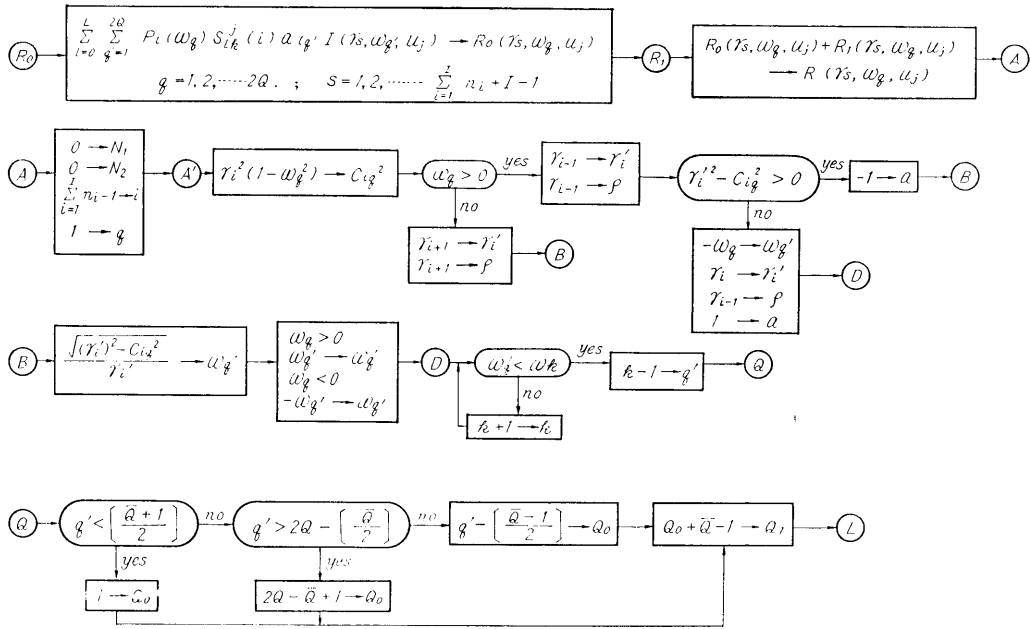 R₀
L 2Q
Σ Σ Pᵢ(ω_q) S^j_{ik}(i) a_{iq'} I(γ_s, ω_q', u_j) → R₀(γ_s, ω_q, u_j)
i=0 q'=1
q=1, 2, ······ 2Q . ; S=1, 2, ······ Σ_{i=1}^{I} n_i + I − 1
R₁
R₀(γ_s, ω_q, u_j) + R₁(γ_s, ω_q, u_j)
→ R (γ_s, ω_q, u_j)
A
A
0 → N₁
0 → N₂
Σ_{i=1}^{I} n_i −1 → i
1 → q
A'
γ_i² (1−ω_q²) → C_{iq}²
ω_q > 0
yes
no
γ_{i−1} → γ_i'
γ_{i−1} → ρ
γ_i'² − C_{iq}² > 0
yes
no
−1 → a
B
γ_{i+1} → γ_i'
γ_{i+1} → ρ
B
−ω_q → ω_q'
γ_i → γ_i'
γ_{i−1} → ρ
1 → a
D
B
√((γ_i')² − C_{iq}²) / γ_i' → ω_q'
ω_q > 0
ω_q' → ω_q'
ω_q < 0
−ω_q' → ω_q'
D
ω_q' < ω_k
yes
no
k−1 → q'
Q
k+1 → k
Q
q' < [(Q̄+1)/2]
no
yes
q' > 2Q − [Q̄/2]
no
yes
q' − [(Q̄−1)/2] → Q₀
Q₀ + Q̄ −1 → Q₁
L
1 → Q₀
2Q − Q̄ + 1 → Q₀